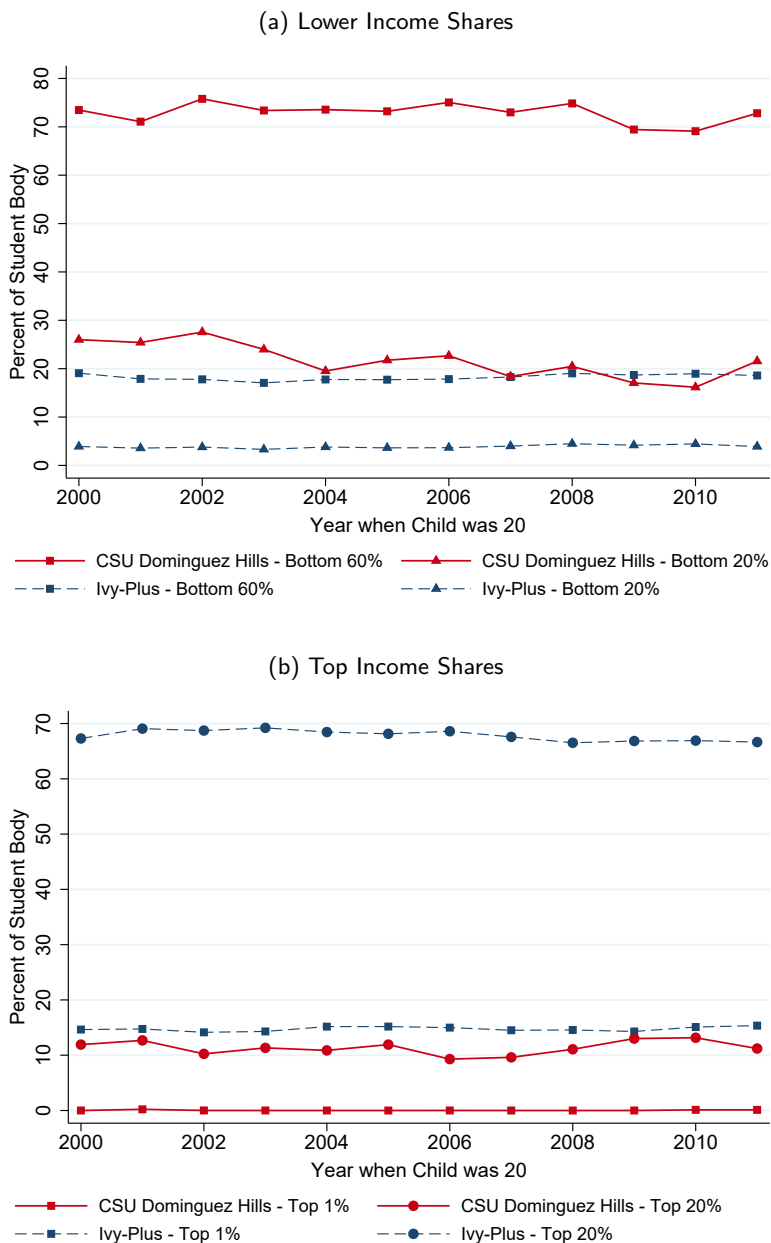 (a) Lower Income Shares
80
70
60
50
40
30
20
10
0
Percent of Student Body
2000 2002 2004 2006 2008 2010
Year when Child was 20
CSU Dominguez Hills - Bottom 60% CSU Dominguez Hills - Bottom 20%
Ivy-Plus - Bottom 60% Ivy-Plus - Bottom 20%
(b) Top Income Shares
70
60
50
40
30
20
10
0
Percent of Student Body
2000 2002 2004 2006 2008 2010
Year when Child was 20
CSU Dominguez Hills - Top 1% CSU Dominguez Hills - Top 20%
Ivy-Plus - Top 1% Ivy-Plus - Top 20%